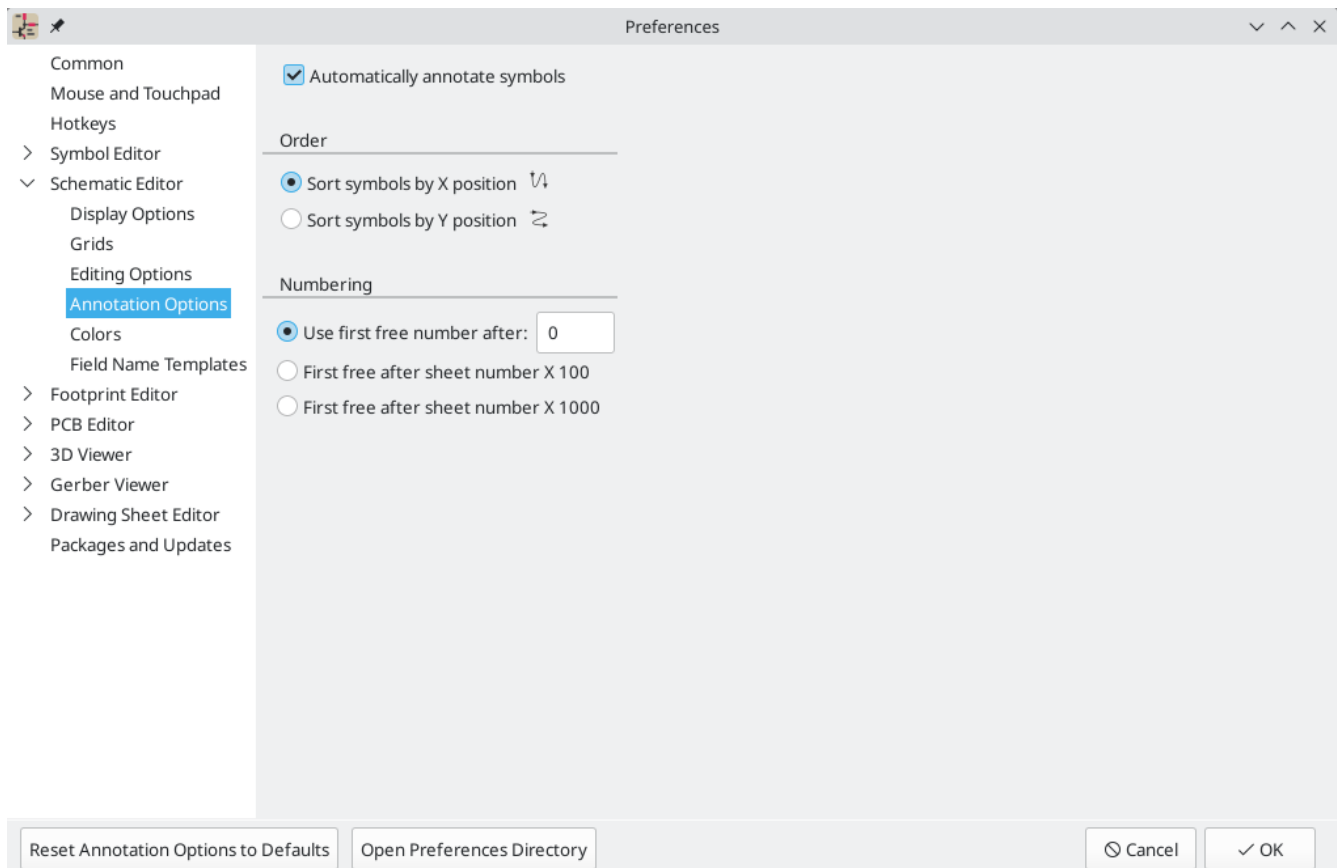 Preferences
Common
Mouse and Touchpad
Hotkeys
Symbol Editor
Schematic Editor
Display Options
Grids
Editing Options
Annotation Options
Colors
Field Name Templates
Footprint Editor
PCB Editor
3D Viewer
Gerber Viewer
Drawing Sheet Editor
Packages and Updates
Automatically annotate symbols
Order
Sort symbols by X position
Sort symbols by Y position
Numbering
Use first free number after: 0
First free after sheet number X 100
First free after sheet number X 1000
Reset Annotation Options to Defaults
Open Preferences Directory
Cancel
OK